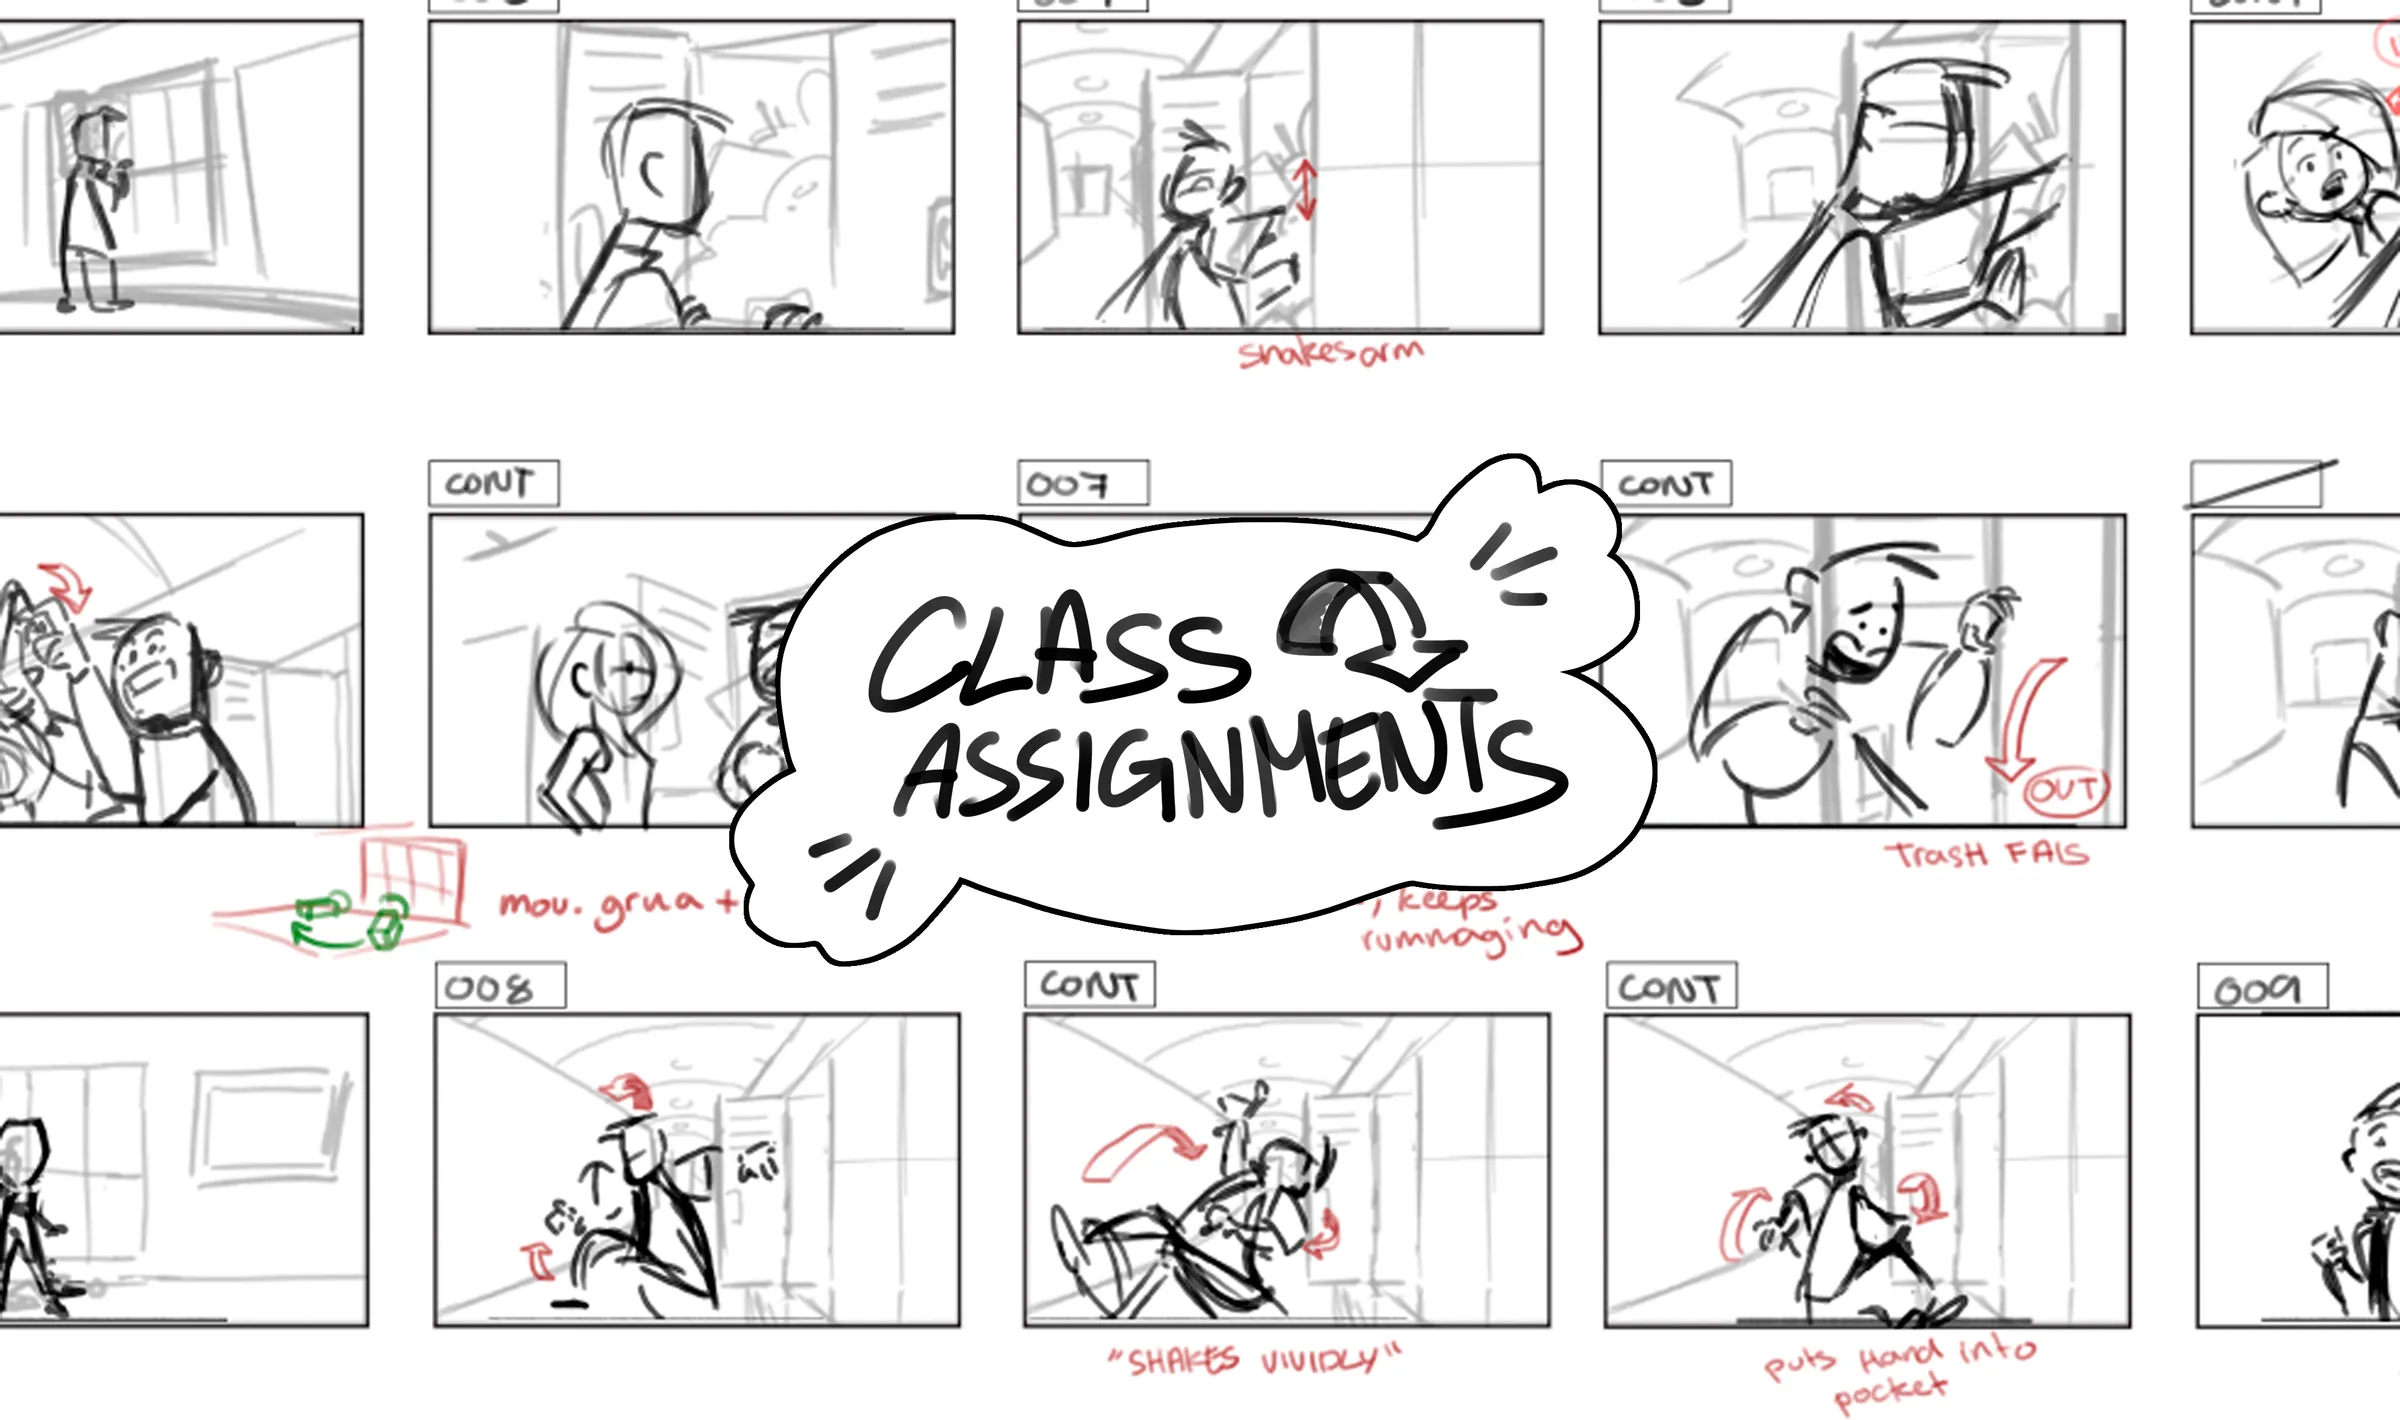 shakes arm
CONT
007
CONT
CLASS
ASSIGNMENTS
OUT
TrasH FAlS
mov. grua +
, keeps
rummaging
008
CONT
CONT
009
"SHAKES VIVIDLY"
puts Hand into
pocket